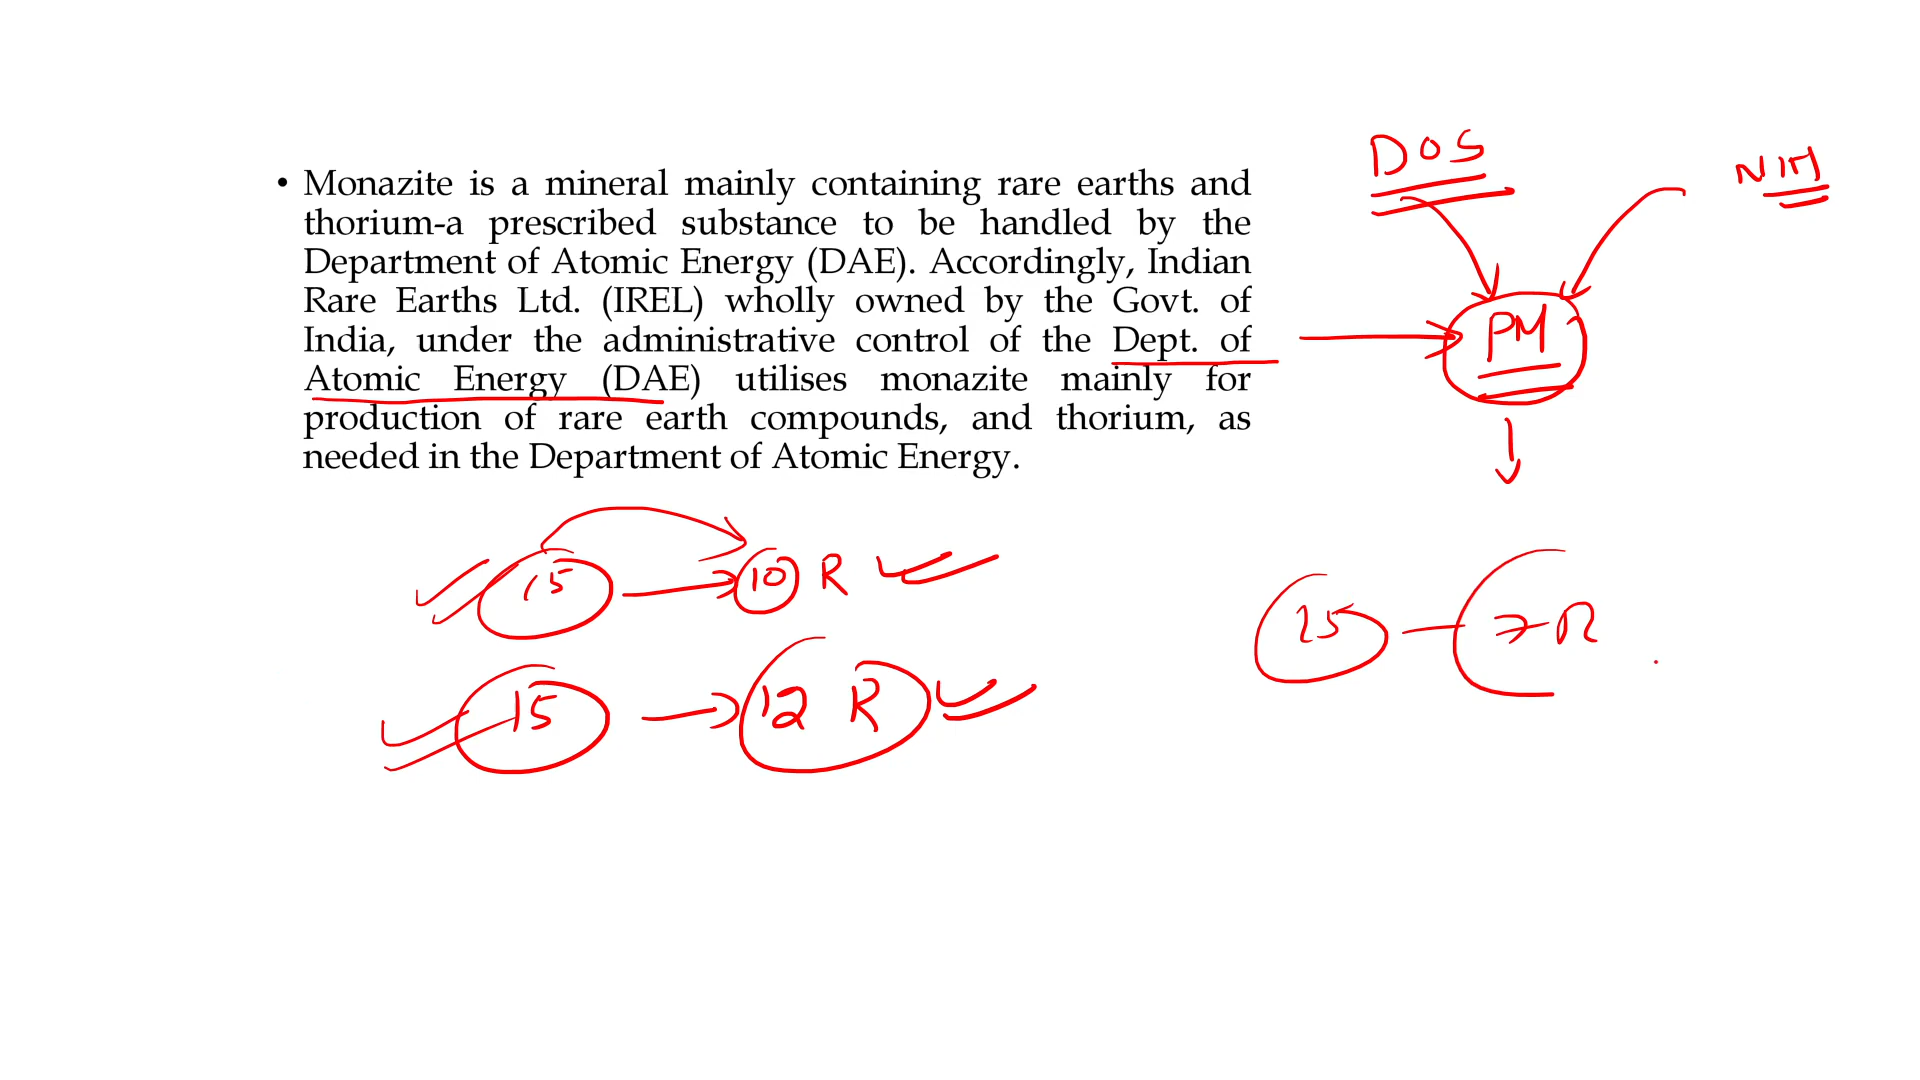 DOS
NIM
• Monazite is a mineral mainly containing rare earths and
thorium-a prescribed substance to be handled by the
Department of Atomic Energy (DAE). Accordingly, Indian
Rare Earths Ltd. (IREL) wholly owned by the Govt. of
India, under the administrative control of the Dept. of
Atomic Energy (DAE) utilises monazite mainly for
production of rare earth compounds, and thorium, as
needed in the Department of Atomic Energy.
PM
15 10 R
15 12 R
25 7 R